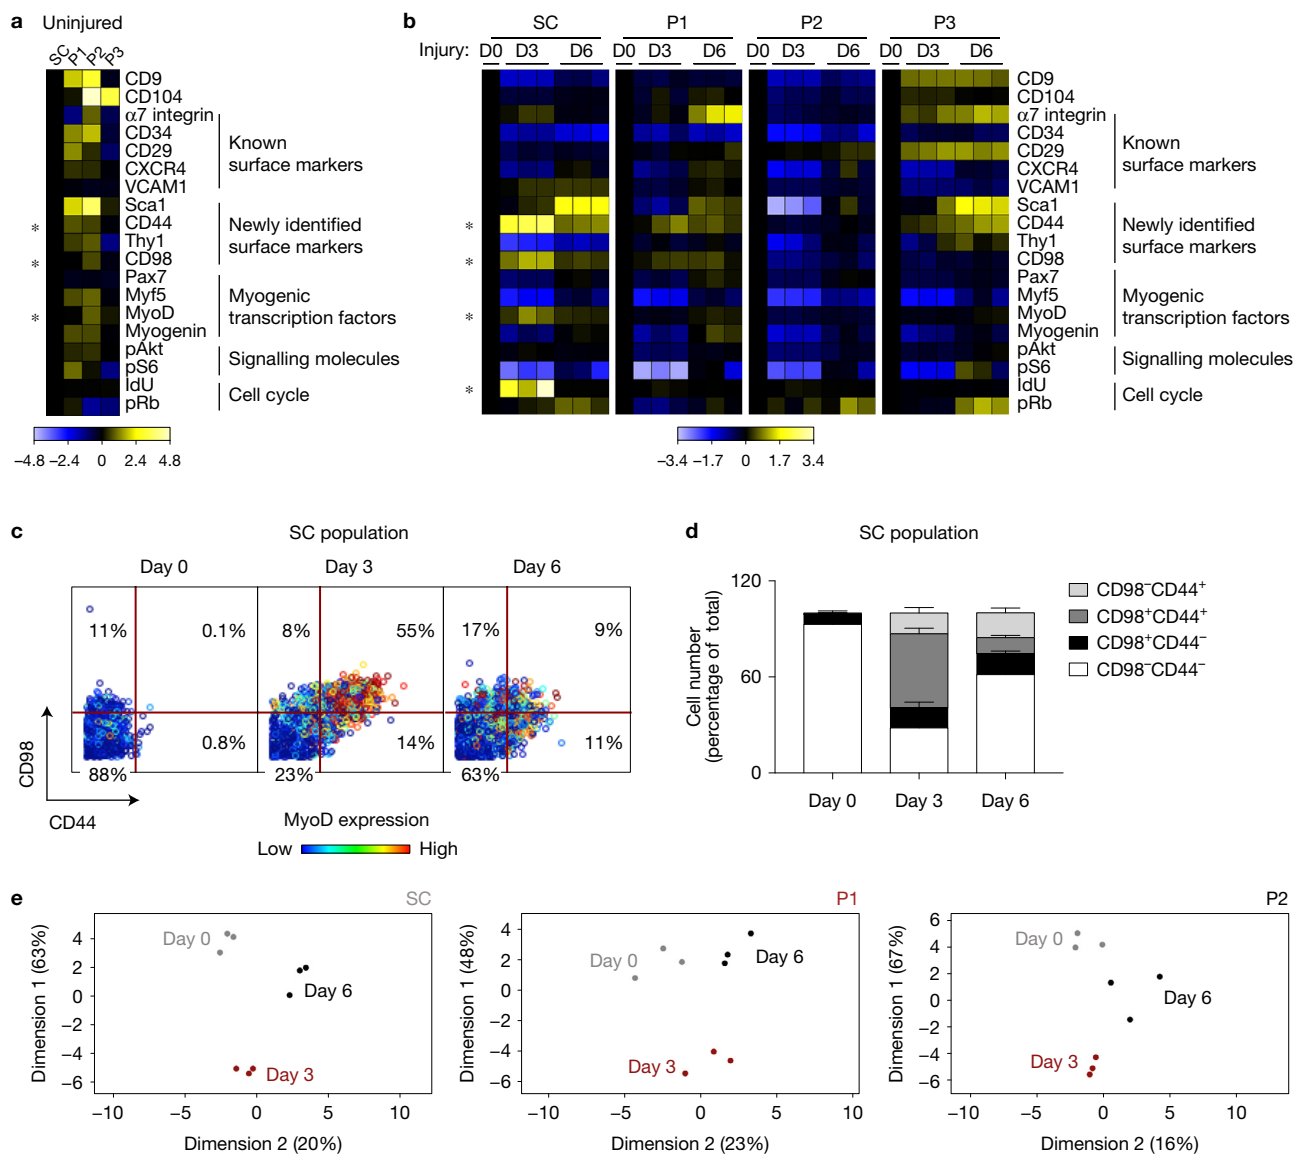 a
Uninjured
SC P1 P2 P3
CD9
CD104
α7 integrin
CD34
CD29
CXCR4
VCAM1
Sca1
* CD44
Thy1
* CD98
Pax7
Myf5
* MyoD
Myogenin
pAkt
pS6
IdU
pRb
Known
surface markers
Newly identified
surface markers
Myogenic
transcription factors
Signalling molecules
Cell cycle
−4.8 −2.4 0 2.4 4.8
b
SC P1 P2 P3
Injury: D0 D3 D6 D0 D3 D6 D0 D3 D6 D0 D3 D6
CD9
CD104
α7 integrin
CD34
CD29
CXCR4
VCAM1
Sca1
* CD44
Thy1
* CD98
Pax7
Myf5
* MyoD
Myogenin
pAkt
pS6
* IdU
pRb
Known
surface markers
Newly identified
surface markers
Myogenic
transcription factors
Signalling molecules
Cell cycle
−3.4 −1.7 0 1.7 3.4
c
SC population
Day 0 Day 3 Day 6
11% 0.1% 8% 55% 17% 9%
0.8% 14% 11%
88% 23% 63%
CD98
CD44
MyoD expression
Low High
d
SC population
Cell number
(percentage of total)
120
60
0
Day 0 Day 3 Day 6
CD98−CD44+
CD98+CD44+
CD98+CD44−
CD98−CD44−
e
SC
Dimension 1 (63%)
4
2
0
−2
−4
−6
Day 0
Day 6
Day 3
−10 −5 0 5 10
Dimension 2 (20%)
P1
Dimension 1 (48%)
4
2
0
−2
−4
−6
Day 0
Day 6
Day 3
−10 −5 0 5 10
Dimension 2 (23%)
P2
Dimension 1 (67%)
6
4
2
0
−2
−4
−6
Day 0
Day 6
Day 3
−10 −5 0 5 10
Dimension 2 (16%)